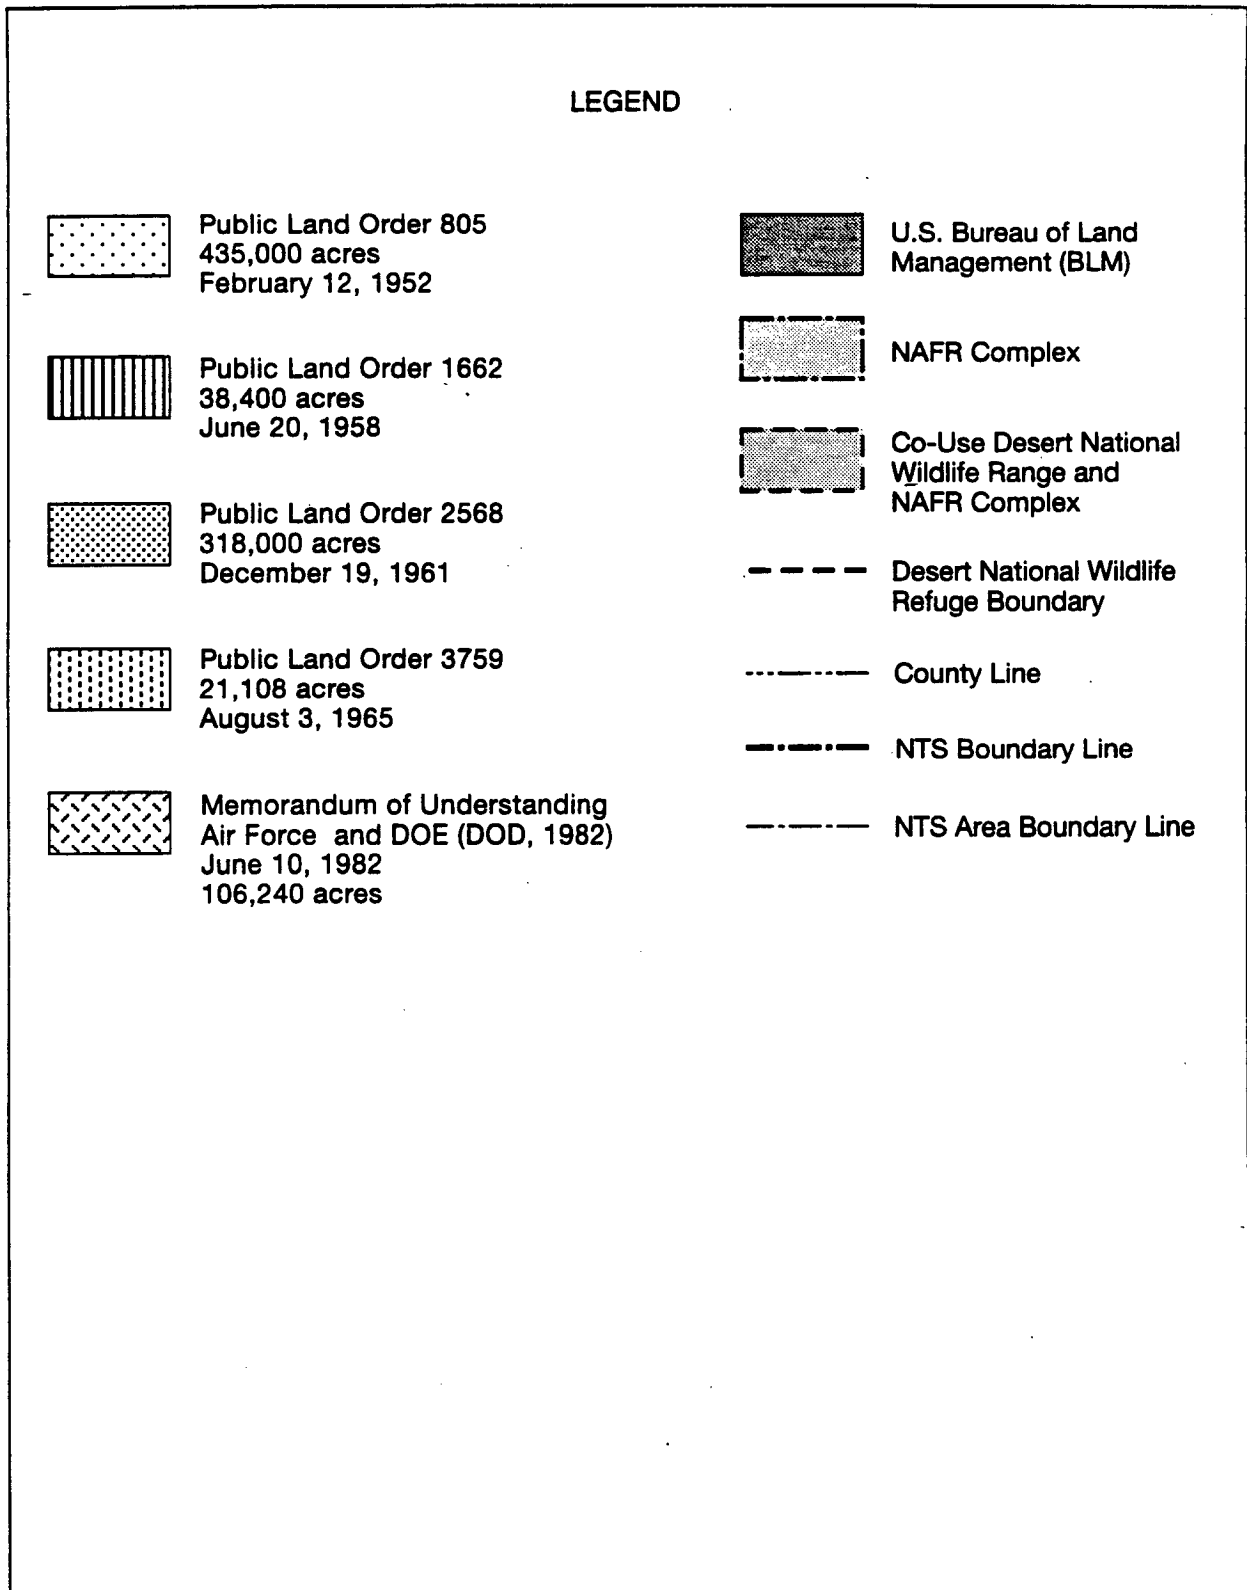 LEGEND
Public Land Order 805
435,000 acres
February 12, 1952
Public Land Order 1662
38,400 acres
June 20, 1958
Public Land Order 2568
318,000 acres
December 19, 1961
Public Land Order 3759
21,108 acres
August 3, 1965
Memorandum of Understanding
Air Force and DOE (DOD, 1982)
June 10, 1982
106,240 acres
U.S. Bureau of Land
Management (BLM)
NAFR Complex
Co-Use Desert National
Wildlife Range and
NAFR Complex
Desert National Wildlife
Refuge Boundary
County Line
NTS Boundary Line
NTS Area Boundary Line